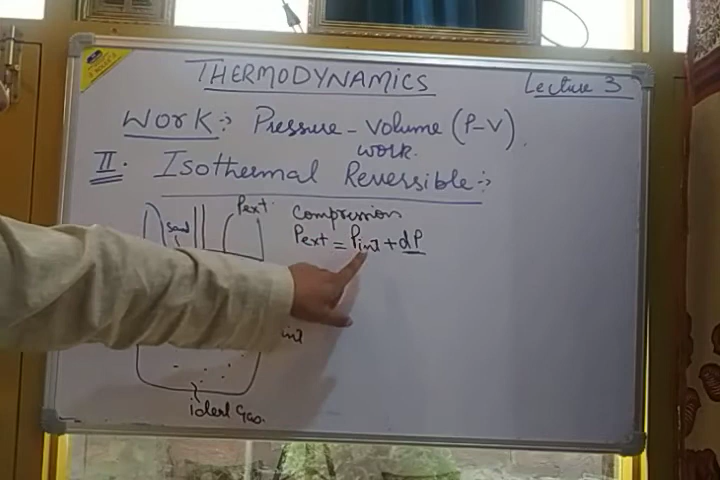 THERMODYNAMICS
Lecture 3
Work:- Pressure - Volume (P-V)
work.
II. Isothermal Reversible:-
Pext
sand
Compression
Pext = Pint + dP
int
ideal gas.